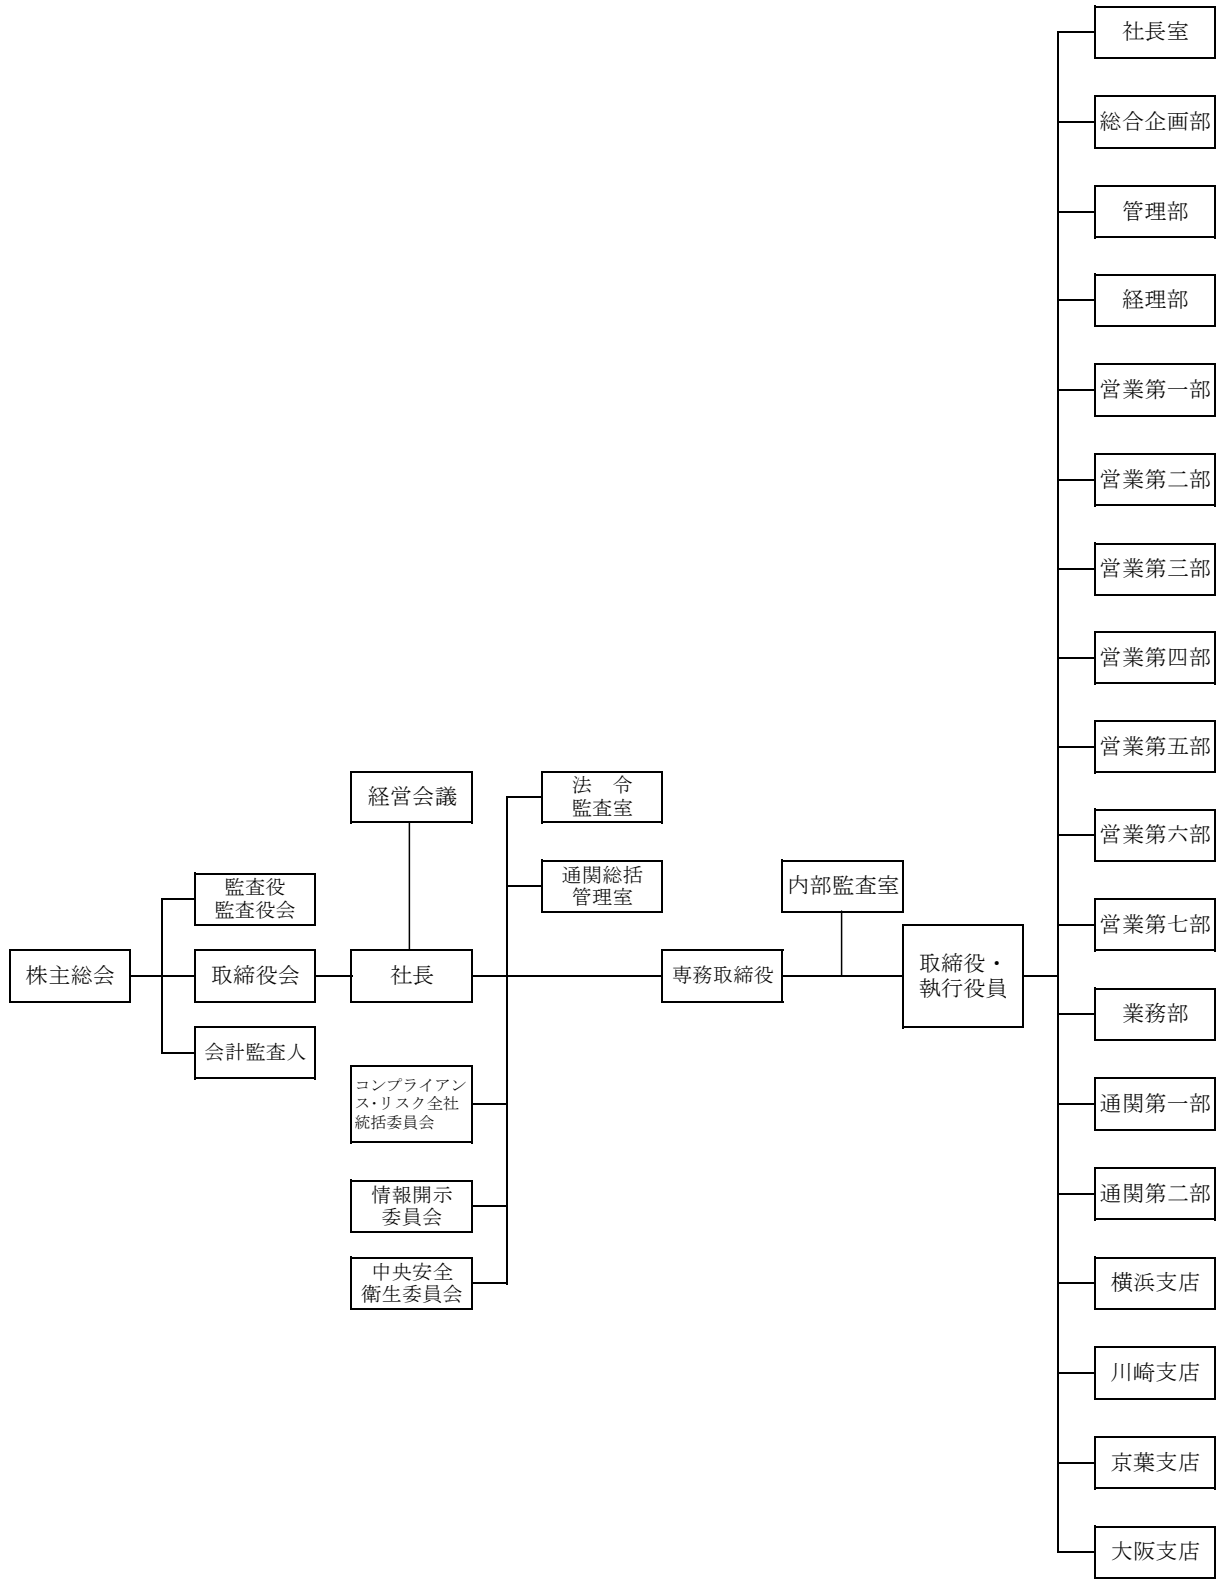 株主総会
監査役
監査役会
取締役会
会計監査人
経営会議
社長
コンプライアン
ス・リスク全社
統括委員会
情報開示
委員会
中央安全
衛生委員会
法　令
監査室
通関総括
管理室
専務取締役
内部監査室
取締役・
執行役員
社長室
総合企画部
管理部
経理部
営業第一部
営業第二部
営業第三部
営業第四部
営業第五部
営業第六部
営業第七部
業務部
通関第一部
通関第二部
横浜支店
川崎支店
京葉支店
大阪支店